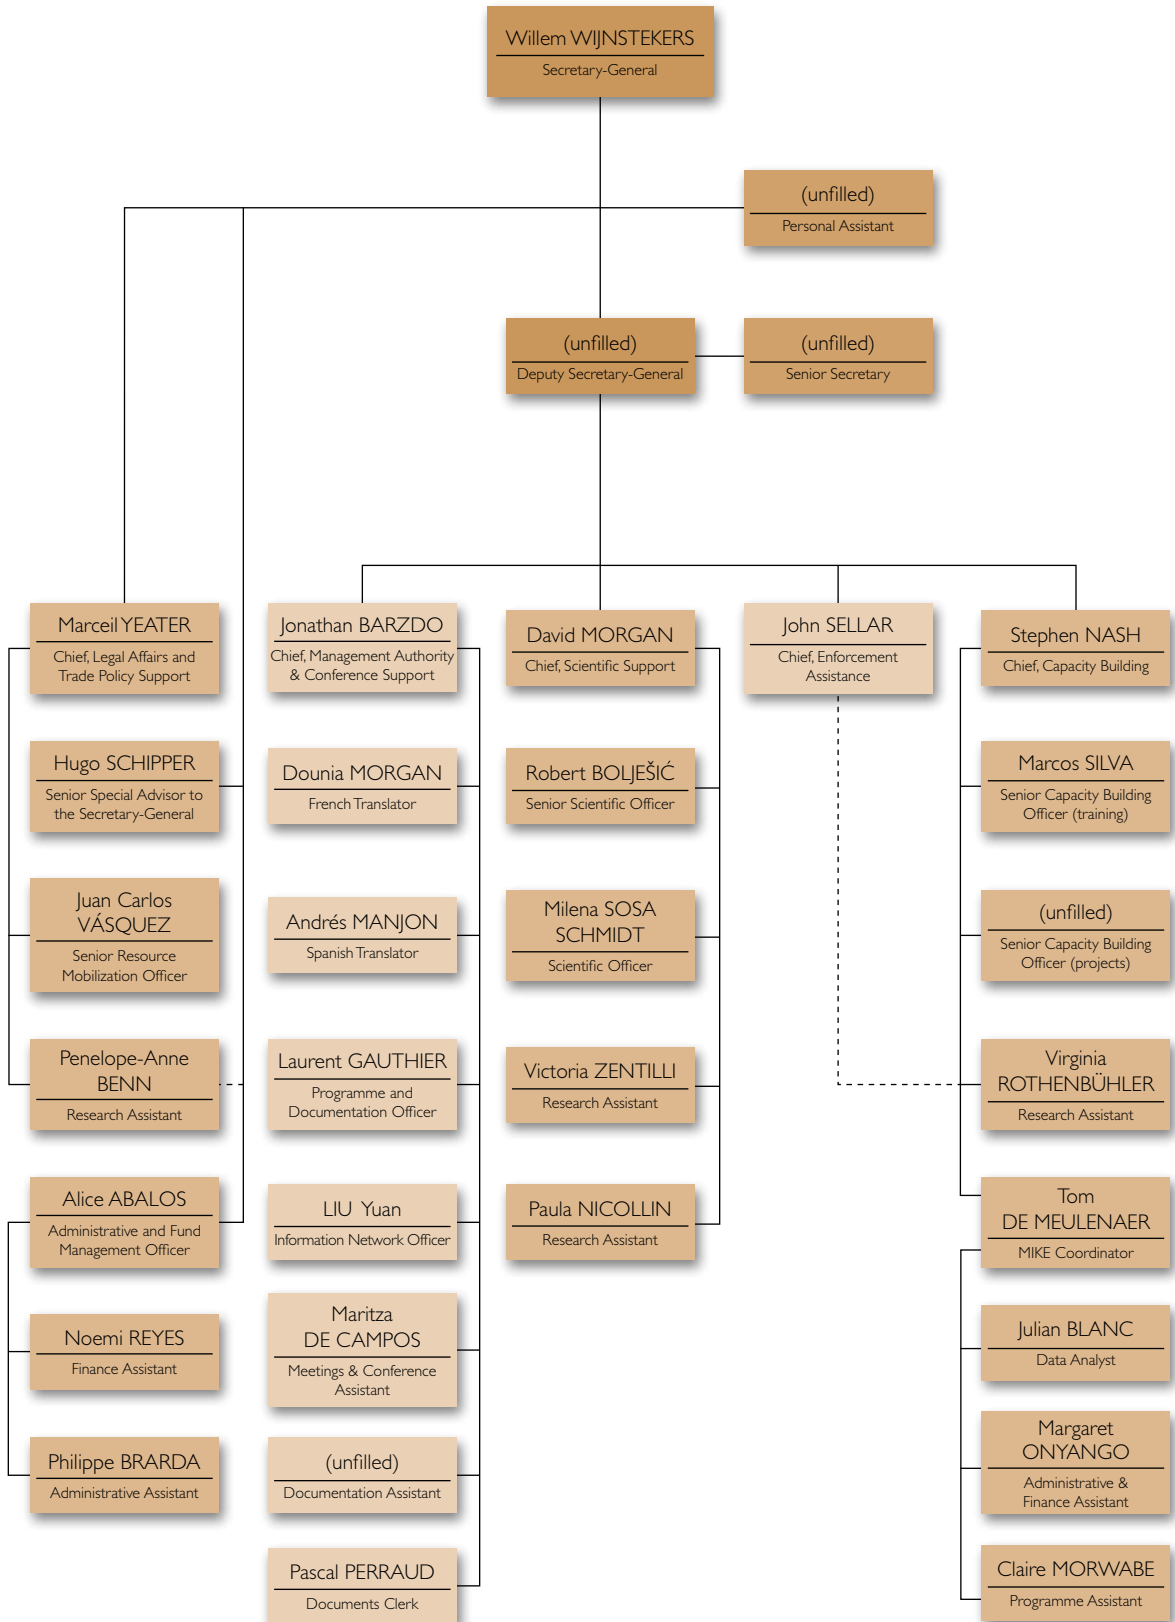 Willem WIJNSTEKERS
Secretary-General
(unfilled)
Personal Assistant
(unfilled)
Deputy Secretary-General
(unfilled)
Senior Secretary
Marceil YEATER
Chief, Legal Affairs and
Trade Policy Support
Hugo SCHIPPER
Senior Special Advisor to
the Secretary-General
Juan Carlos
VÁSQUEZ
Senior Resource
Mobilization Officer
Penelope-Anne
BENN
Research Assistant
Alice ABALOS
Administrative and Fund
Management Officer
Noemi REYES
Finance Assistant
Philippe BRARDA
Administrative Assistant
Jonathan BARZDO
Chief, Management Authority
& Conference Support
Dounia MORGAN
French Translator
Andrés MANJON
Spanish Translator
Laurent GAUTHIER
Programme and
Documentation Officer
LIU Yuan
Information Network Officer
Maritza
DE CAMPOS
Meetings & Conference
Assistant
(unfilled)
Documentation Assistant
Pascal PERRAUD
Documents Clerk
David MORGAN
Chief, Scientific Support
Robert BOLJEŠIĆ
Senior Scientific Officer
Milena SOSA
SCHMIDT
Scientific Officer
Victoria ZENTILLI
Research Assistant
Paula NICOLLIN
Research Assistant
John SELLAR
Chief, Enforcement
Assistance
Stephen NASH
Chief, Capacity Building
Marcos SILVA
Senior Capacity Building
Officer (training)
(unfilled)
Senior Capacity Building
Officer (projects)
Virginia
ROTHENBÜHLER
Research Assistant
Tom
DE MEULENAER
MIKE Coordinator
Julian BLANC
Data Analyst
Margaret
ONYANGO
Administrative &
Finance Assistant
Claire MORWABE
Programme Assistant